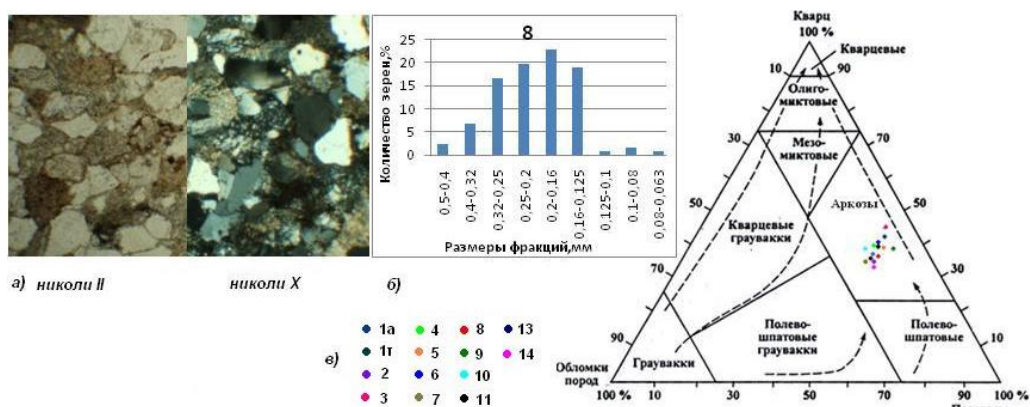 а) николи II
николи X
8
Количество зерен,%
25
20
15
10
5
0
0,5-0,4
0,4-0,32
0,32-0,25
0,25-0,2
0,2-0,16
0,16-0,125
0,125-0,1
0,1-0,08
0,08-0,063
Размеры фракций,мм
б)
в)
1а
4
8
13
1т
5
9
14
2
6
10
3
7
11
Кварц
100 %
Кварцевые
10
90
Олиго-
миктовые
30
70
Мезо-
миктовые
Аркозы
50
50
Кварцевые
граувакки
70
30
Полево-
шпатовые
граувакки
Полево-
шпатовые
90
10
Обломки
пород
Граувакки
100 %
10
30
50
70
90
100 %